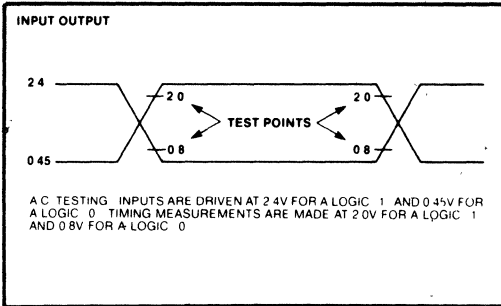 INPUT OUTPUT
2 4
2 0
2 0
TEST POINTS
0 8
0 8
0 45
A C TESTING INPUTS ARE DRIVEN AT 2 4V FOR A LOGIC 1 AND 0 45V FOR
A LOGIC 0 TIMING MEASUREMENTS ARE MADE AT 2 0V FOR A LOGIC 1
AND 0 8V FOR A LOGIC 0